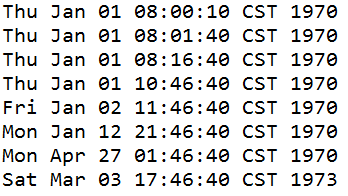 Thu Jan 01 08:00:10 CST 1970
Thu Jan 01 08:01:40 CST 1970
Thu Jan 01 08:16:40 CST 1970
Thu Jan 01 10:46:40 CST 1970
Fri Jan 02 11:46:40 CST 1970
Mon Jan 12 21:46:40 CST 1970
Mon Apr 27 01:46:40 CST 1970
Sat Mar 03 17:46:40 CST 1973